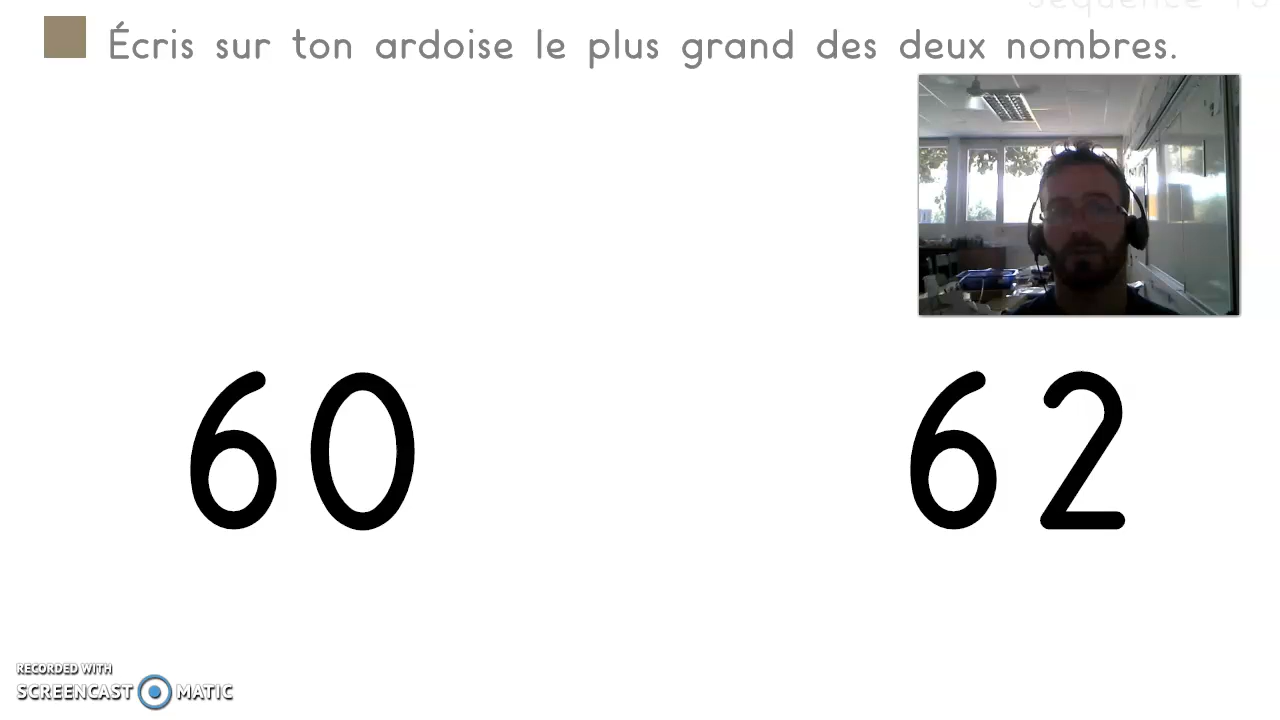 Écris sur ton ardoise le plus grand des deux nombres.
60 62
RECORDED WITH
SCREENCAST MATIC